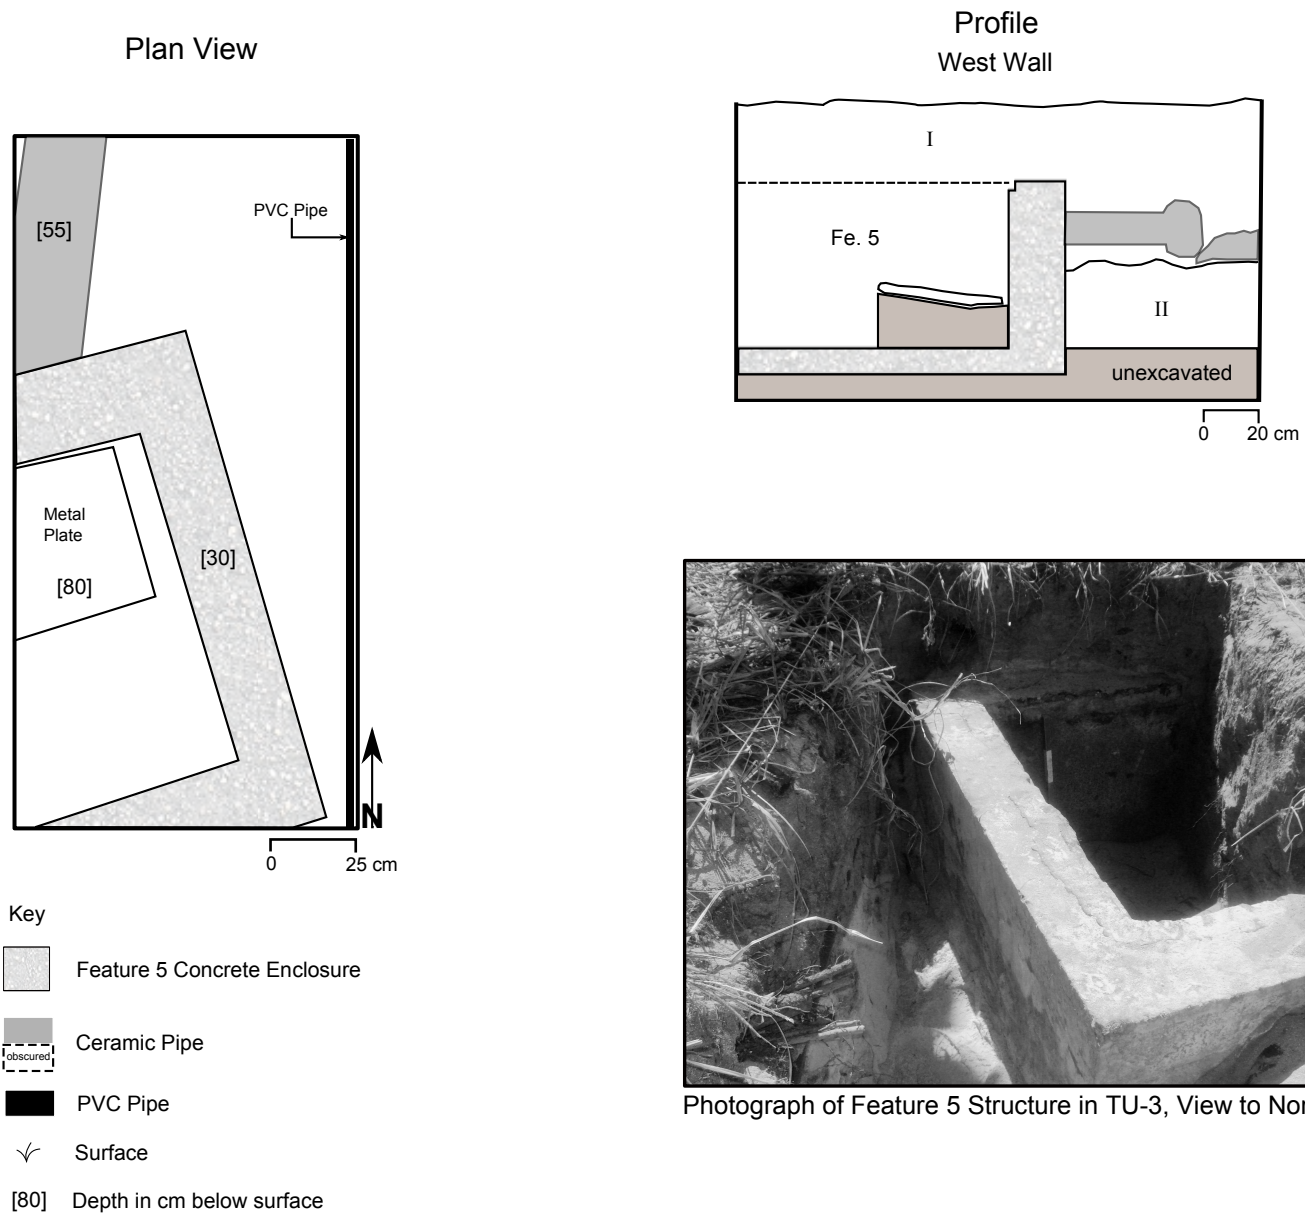 Plan View
[55]
PVC Pipe
Metal
Plate
[80]
[30]
N
0 25 cm
Key
Feature 5 Concrete Enclosure
obscured
Ceramic Pipe
PVC Pipe
Surface
[80] Depth in cm below surface
Profile
West Wall
I
Fe. 5
II
unexcavated
0 20 cm
Photograph of Feature 5 Structure in TU-3, View to